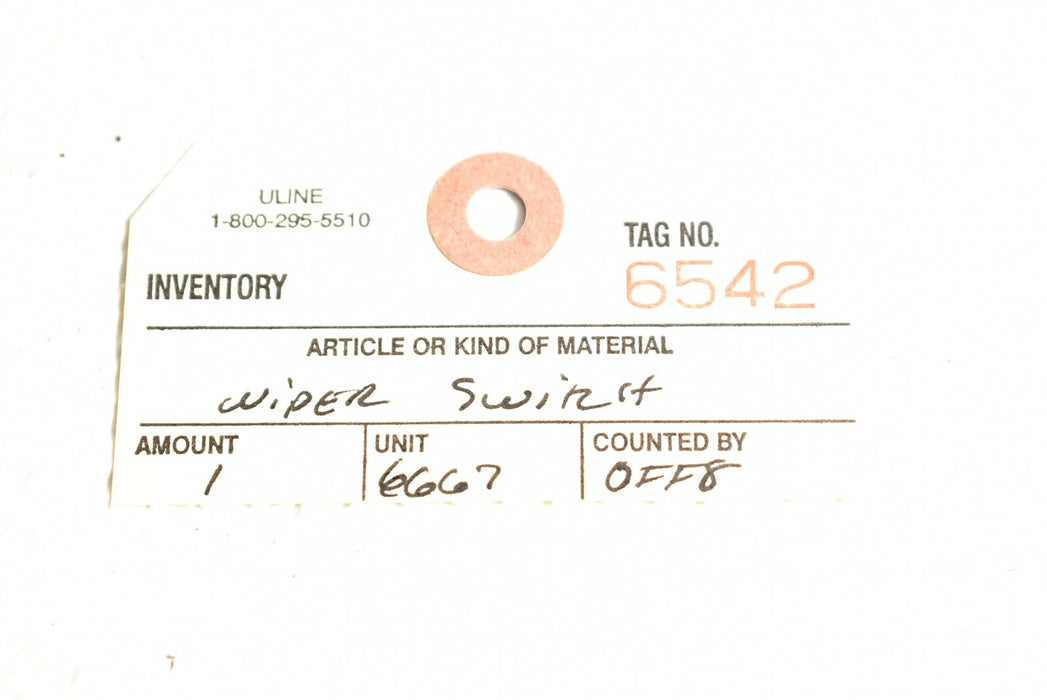 ULINE
1-800-295-5510
TAG NO.
6542
INVENTORY
ARTICLE OR KIND OF MATERIAL
WIPER SWITCH
AMOUNT
1
UNIT
6667
COUNTED BY
OFF8